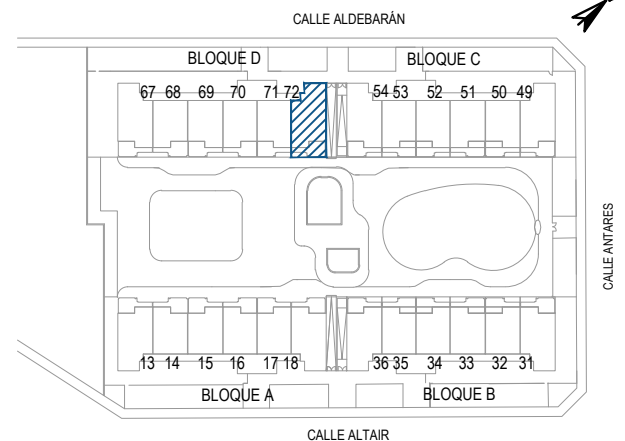 CALLE ALDEBARÁN
BLOQUE D BLOQUE C
67 68 69 70 71 72 54 53 52 51 50 49
CALLE ANTARES
13 14 15 16 17 18 36 35 34 33 32 31
BLOQUE A BLOQUE B
CALLE ALTAIR